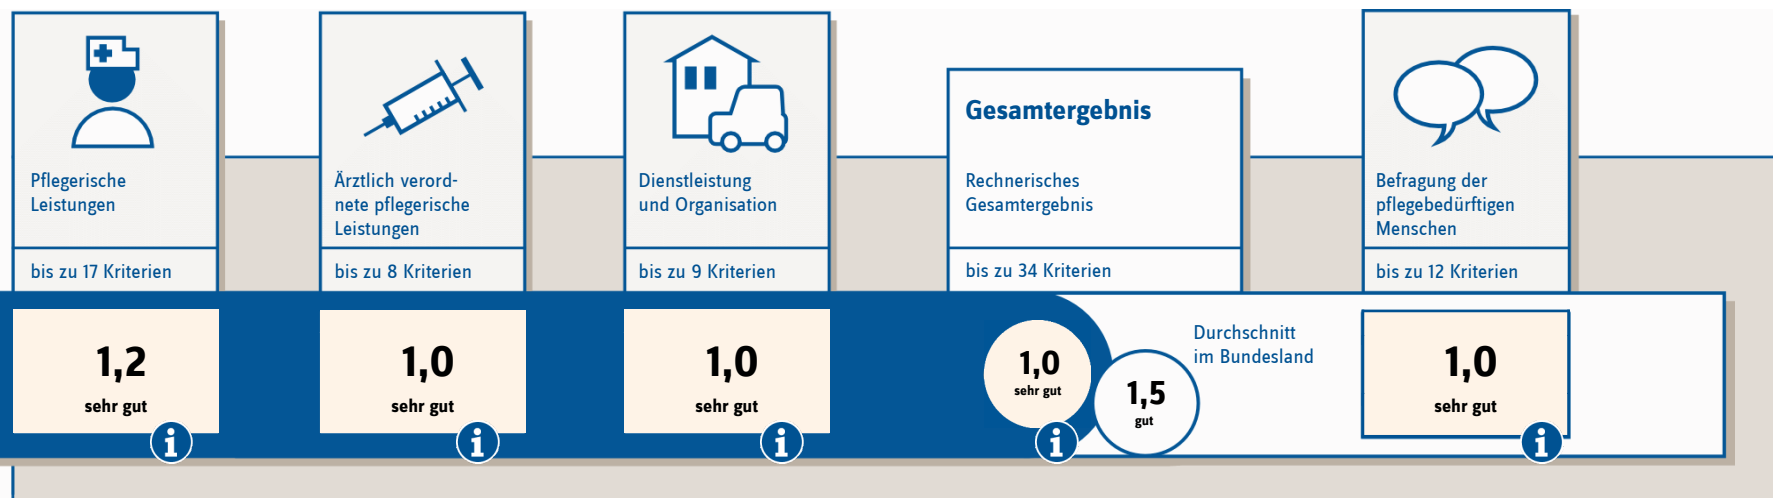 Pflegerische
Leistungen
bis zu 17 Kriterien
1,2
sehr gut
i
Ärztlich verord-
nete pflegerische
Leistungen
bis zu 8 Kriterien
1,0
sehr gut
i
Dienstleistung
und Organisation
bis zu 9 Kriterien
1,0
sehr gut
i
Gesamtergebnis
Rechnerisches
Gesamtergebnis
bis zu 34 Kriterien
1,0
sehr gut
i
1,5
gut
Durchschnitt
im Bundesland
Befragung der
pflegebedürftigen
Menschen
bis zu 12 Kriterien
1,0
sehr gut
i